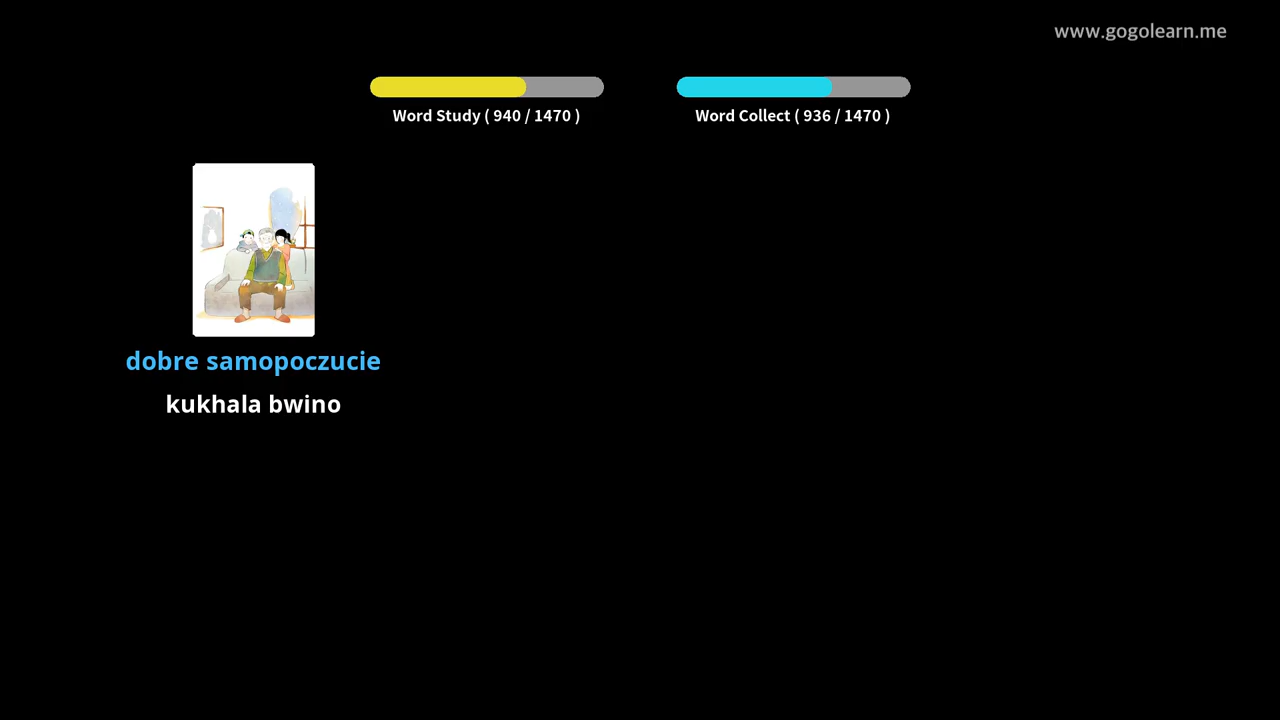 www.gogolearn.me
Word Study ( 940 / 1470 )
Word Collect ( 936 / 1470 )
dobre samopoczucie
kukhala bwino